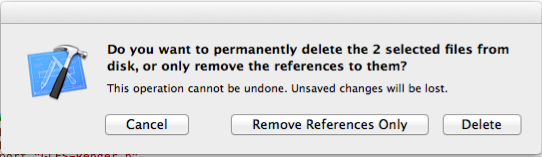 Do you want to permanently delete the 2 selected files from
disk, or only remove the references to them?
This operation cannot be undone. Unsaved changes will be lost.
Cancel
Remove References Only
Delete